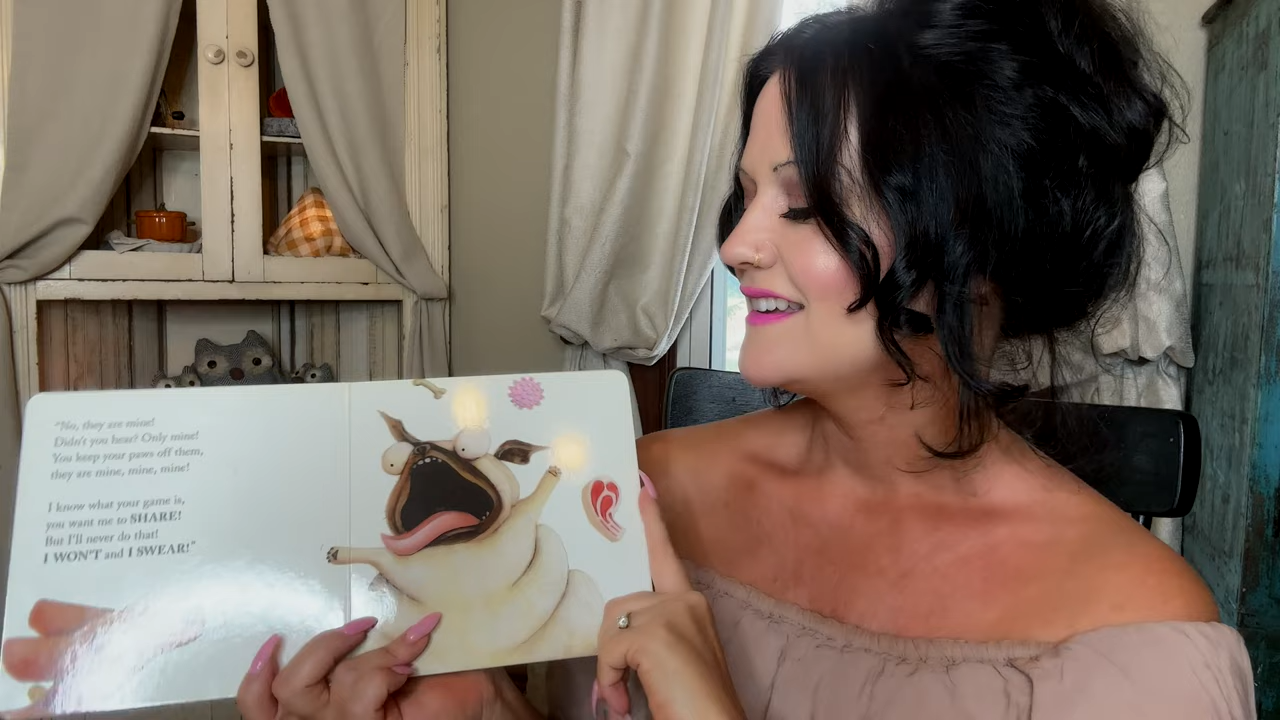 "No, they are mine!
Didn't you hear? Only mine!
You keep your paws off them,
they are mine, mine, mine!
I know what your game is,
you want me to SHARE!
But I'll never do that!
I WON'T and I SWEAR!"